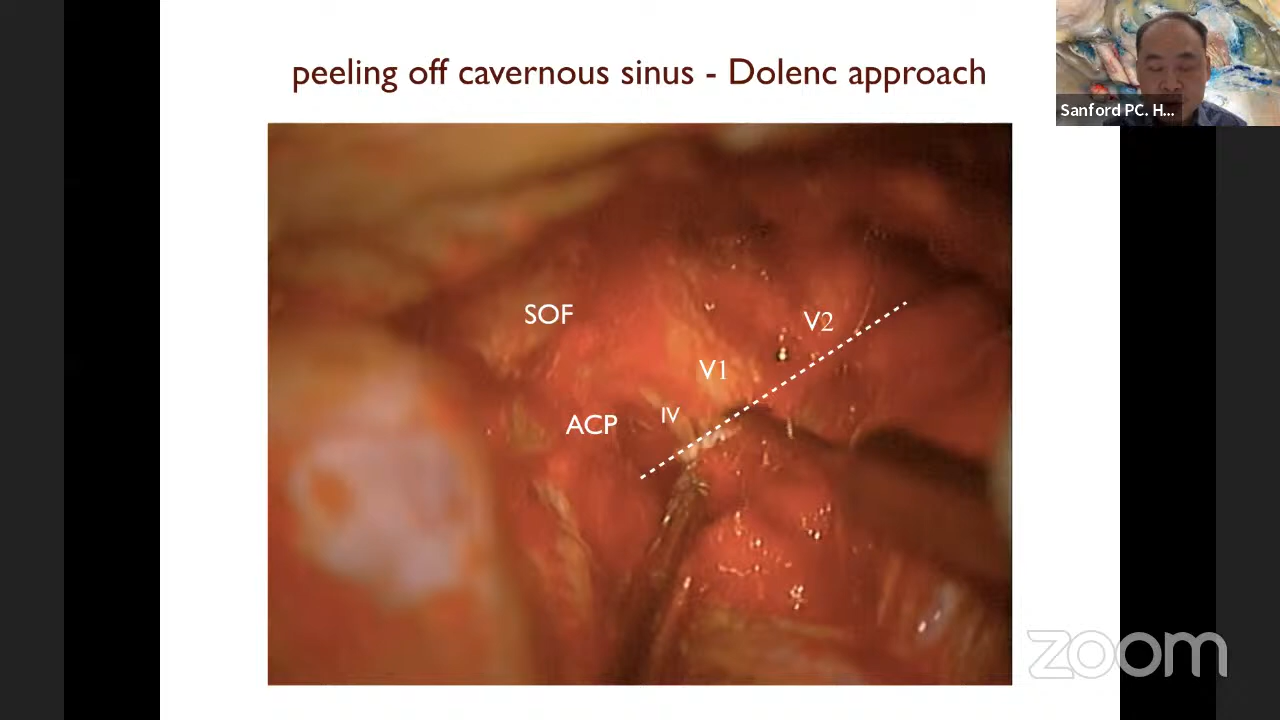 peeling off cavernous sinus - Dolenc approach
Sanford PC. H...
SOF
V2
V1
IV
ACP
zoom